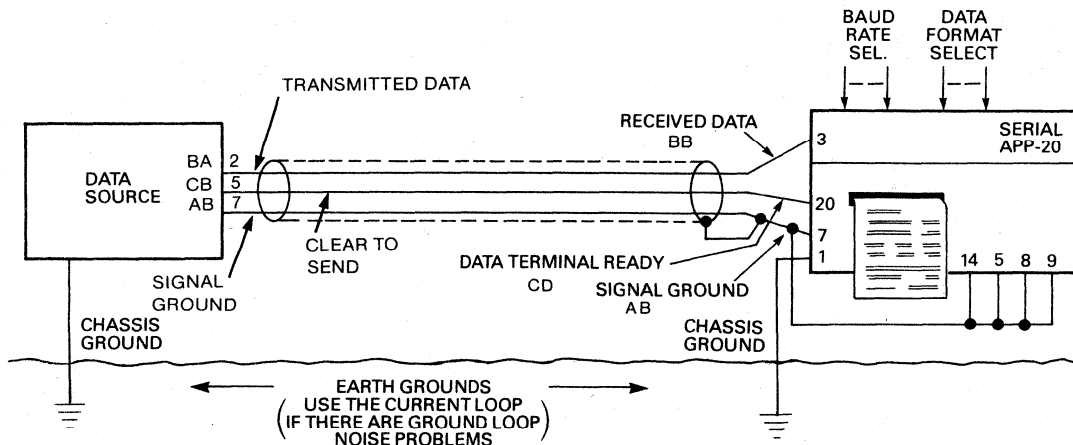 BAUD
RATE
SEL.
DATA
FORMAT
SELECT
TRANSMITTED DATA
RECEIVED DATA
BB
3
SERIAL
APP-20
DATA
SOURCE
BA 2
CB 5
AB 7
20
7
1
CLEAR TO
SEND
DATA TERMINAL READY
CD
SIGNAL
GROUND
SIGNAL GROUND
AB
14 5 8 9
CHASSIS
GROUND
CHASSIS
GROUND
EARTH GROUNDS
(USE THE CURRENT LOOP
IF THERE ARE GROUND LOOP
NOISE PROBLEMS)